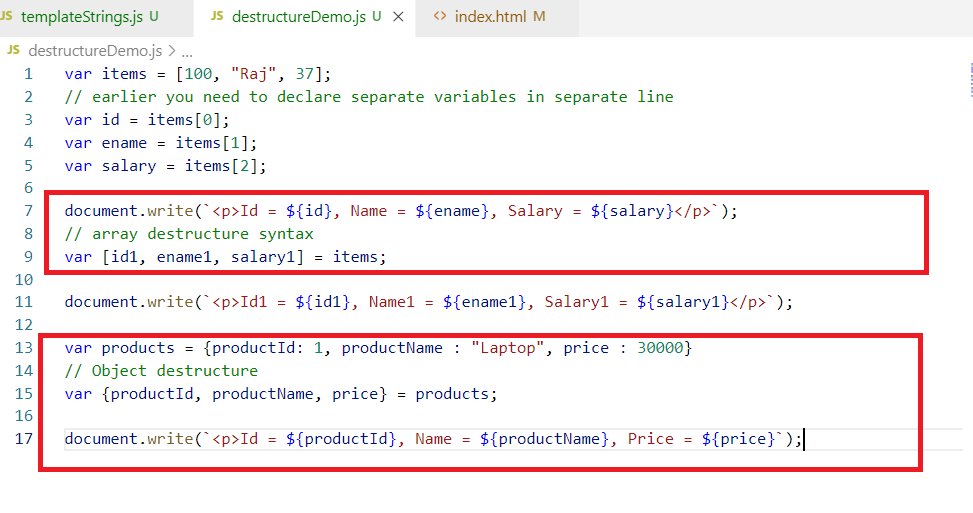 JS templateStrings.js U JS destructureDemo.js U × <> index.html M
JS destructureDemo.js > ...
1 var items = [100, "Raj", 37];
2 // earlier you need to declare separate variables in separate line
3 var id = items[0];
4 var ename = items[1];
5 var salary = items[2];
6
7 document.write(`<p>Id = ${id}, Name = ${ename}, Salary = ${salary}</p>`);
8 // array destructure syntax
9 var [id1, ename1, salary1] = items;
10
11 document.write(`<p>Id1 = ${id1}, Name1 = ${ename1}, Salary1 = ${salary1}</p>`);
12
13 var products = {productId: 1, productName : "Laptop", price : 30000}
14 // Object destructure
15 var {productId, productName, price} = products;
16
17 document.write(`<p>Id = ${productId}, Name = ${productName}, Price = ${price}`);